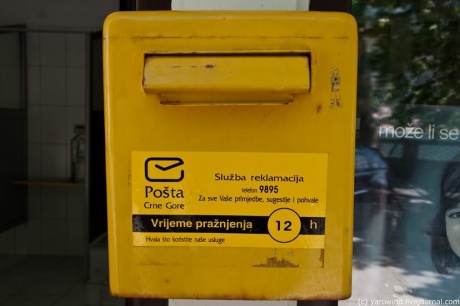 može li se
Pošta
Crne Gore
Služba reklamacija
telefon 9895
Za sve Vaše primjedbe, sugestije i pohvale
Vrijeme pražnjenja 12 h
Hvala što koristite naše usluge
(c) yarowind.livejournal.com